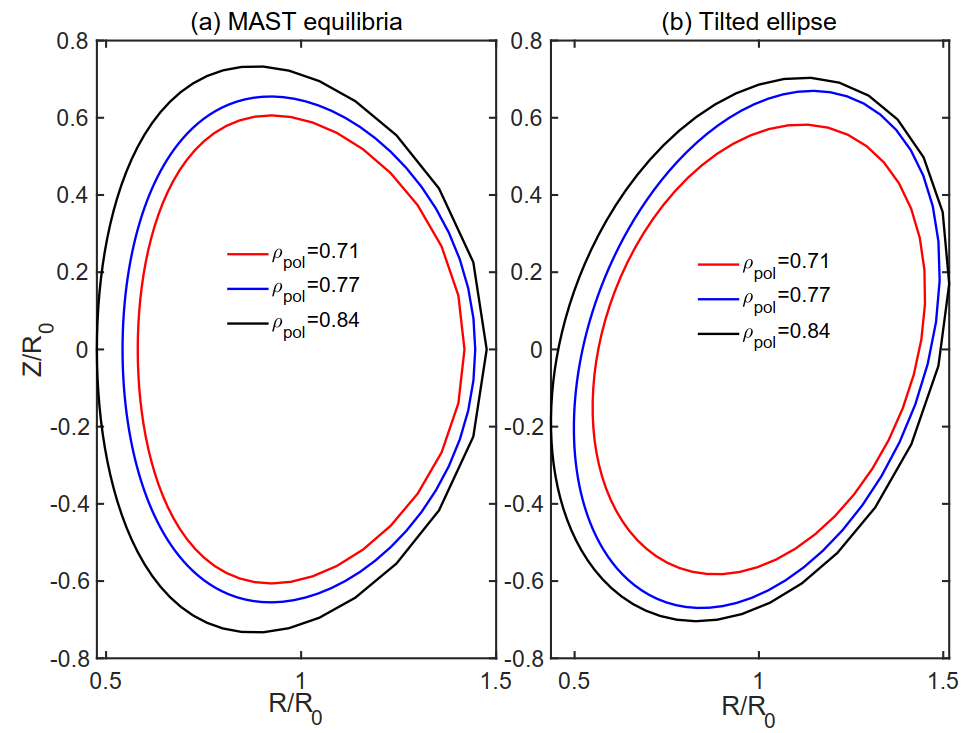 (a) MAST equilibria
0.8
0.6
0.4
0.2
0
-0.2
-0.4
-0.6
-0.8
Z/R0
ρpol=0.71
ρpol=0.77
ρpol=0.84
0.5
1
1.5
R/R0
(b) Tilted ellipse
0.8
0.6
0.4
0.2
0
-0.2
-0.4
-0.6
-0.8
ρpol=0.71
ρpol=0.77
ρpol=0.84
0.5
1
1.5
R/R0